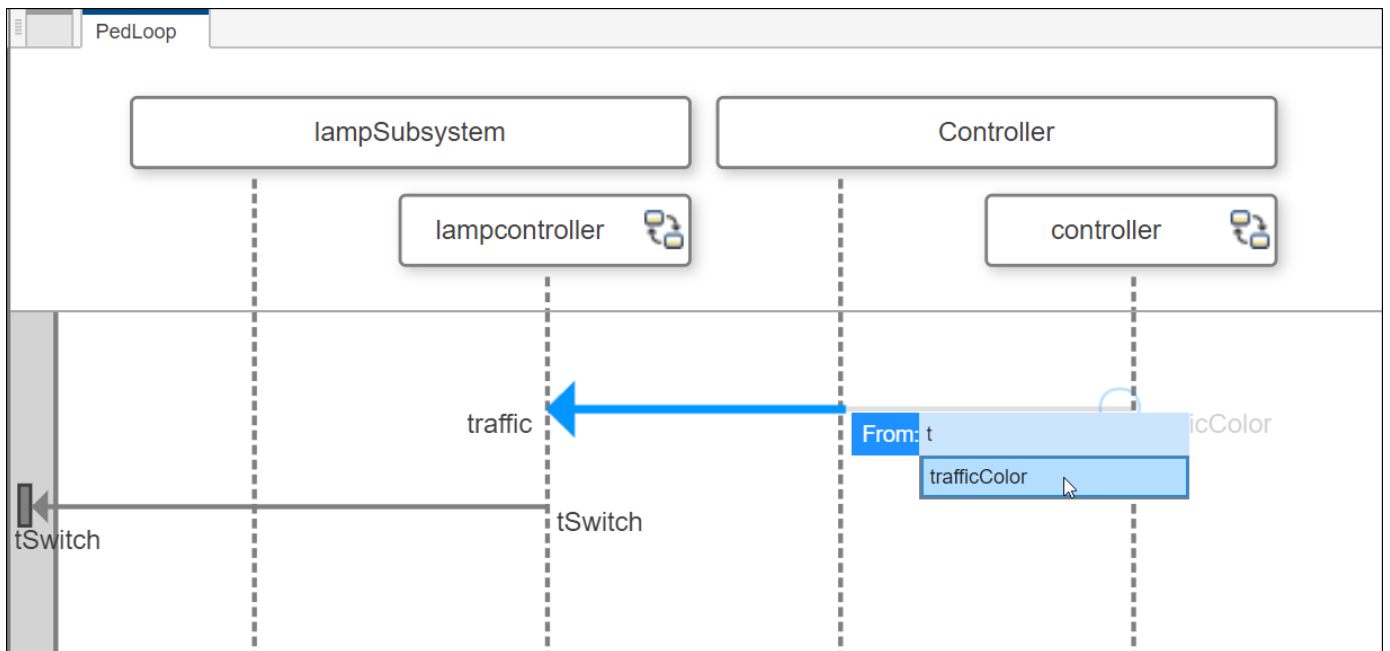 PedLoop
lampSubsystem
Controller
lampcontroller
controller
traffic
From: t
icColor
trafficColor
tSwitch
tSwitch